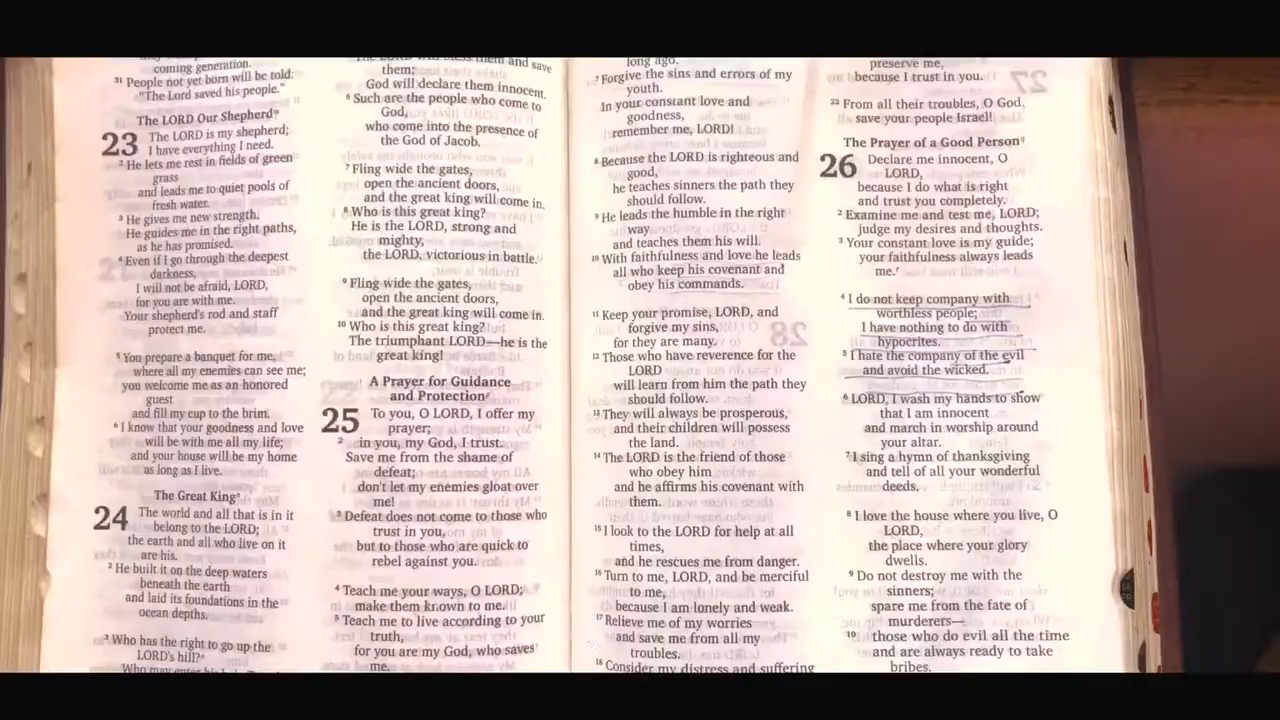 coming generation.
31 People not yet born will be told:
"The Lord saved his people."
The LORD Our Shepherd
23 The LORD is my shepherd;
I have everything I need.
2 He lets me rest in fields of green
grass
and leads me to quiet pools of
fresh water.
3 He gives me new strength.
He guides me in the right paths,
as he has promised.
4 Even if I go through the deepest
darkness,
I will not be afraid, LORD,
for you are with me.
Your shepherd's rod and staff
protect me.
5 You prepare a banquet for me,
where all my enemies can see me;
you welcome me as an honored
guest
and fill my cup to the brim.
6 I know that your goodness and love
will be with me all my life;
and your house will be my home
as long as I live.
The Great King
24 The world and all that is in it
belong to the LORD;
the earth and all who live on it
are his.
2 He built it on the deep waters
beneath the earth
and laid its foundations in the
ocean depths.
3 Who has the right to go up the
LORD's hill?
Who may enter
them and save
them;
God will declare them innocent.
6 Such are the people who come to
God,
who come into the presence of
the God of Jacob.
7 Fling wide the gates,
open the ancient doors,
and the great king will come in.
8 Who is this great king?
He is the LORD, strong and
mighty,
the LORD, victorious in battle.
9 Fling wide the gates,
open the ancient doors,
and the great king will come in.
10 Who is this great king?
The triumphant LORD—he is the
great king!
A Prayer for Guidance
and Protection
25 To you, O LORD, I offer my
prayer;
2 in you, my God, I trust.
Save me from the shame of
defeat;
don't let my enemies gloat over
me!
3 Defeat does not come to those who
trust in you,
but to those who are quick to
rebel against you.
4 Teach me your ways, O LORD;
make them known to me.
5 Teach me to live according to your
truth,
for you are my God, who saves
me.
long ago.
7 Forgive the sins and errors of my
youth.
In your constant love and
goodness,
remember me, LORD!
8 Because the LORD is righteous and
good,
he teaches sinners the path they
should follow.
9 He leads the humble in the right
way
and teaches them his will.
10 With faithfulness and love he leads
all who keep his covenant and
obey his commands.
11 Keep your promise, LORD, and
forgive my sins,
for they are many.
12 Those who have reverence for the
LORD
will learn from him the path they
should follow.
13 They will always be prosperous,
and their children will possess
the land.
14 The LORD is the friend of those
who obey him
and he affirms his covenant with
them.
15 I look to the LORD for help at all
times,
and he rescues me from danger.
16 Turn to me, LORD, and be merciful
to me,
because I am lonely and weak.
17 Relieve me of my worries
and save me from all my
troubles.
18 Consider my distress and suffering
preserve me,
because I trust in you.
22 From all their troubles, O God,
save your people Israel!
The Prayer of a Good Person
26 Declare me innocent, O
LORD,
because I do what is right
and trust you completely.
2 Examine me and test me, LORD;
judge my desires and thoughts.
3 Your constant love is my guide;
your faithfulness always leads
me.
4 I do not keep company with
worthless people;
I have nothing to do with
hypocrites.
5 I hate the company of the evil
and avoid the wicked.
6 LORD, I wash my hands to show
that I am innocent
and march in worship around
your altar.
7 I sing a hymn of thanksgiving
and tell of all your wonderful
deeds.
8 I love the house where you live, O
LORD,
the place where your glory
dwells.
9 Do not destroy me with the
sinners;
spare me from the fate of
murderers—
10 those who do evil all the time
and are always ready to take
bribes.